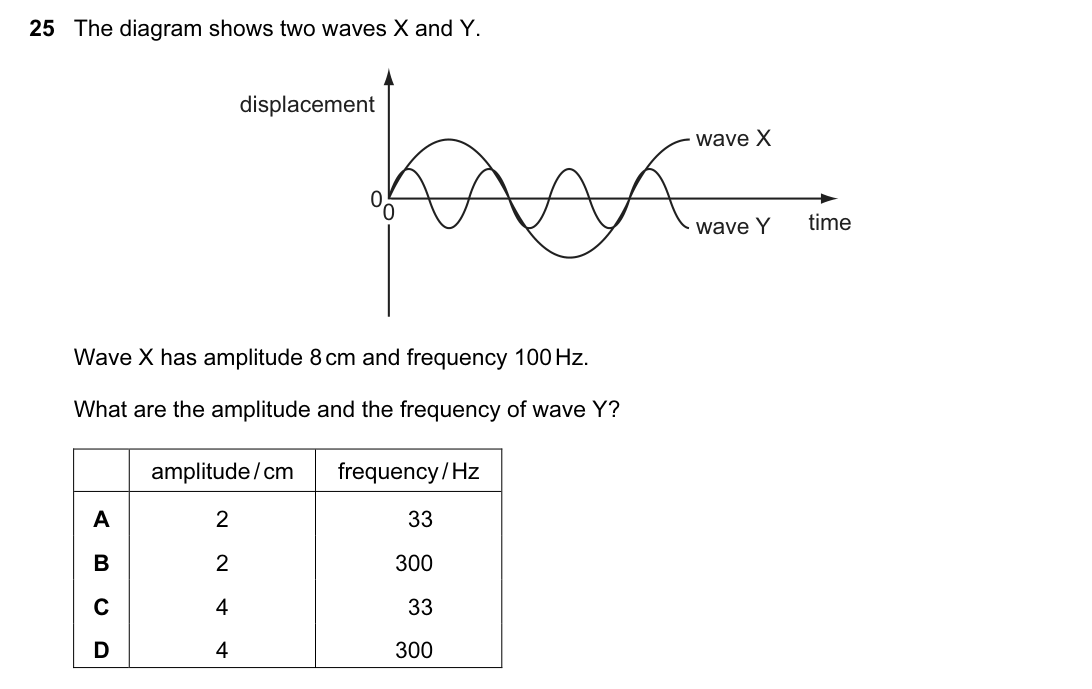 25 The diagram shows two waves X and Y.
displacement
wave X
0
0
wave Y
time
Wave X has amplitude 8 cm and frequency 100 Hz.
What are the amplitude and the frequency of wave Y?
amplitude / cm frequency / Hz
A 2 33
B 2 300
C 4 33
D 4 300